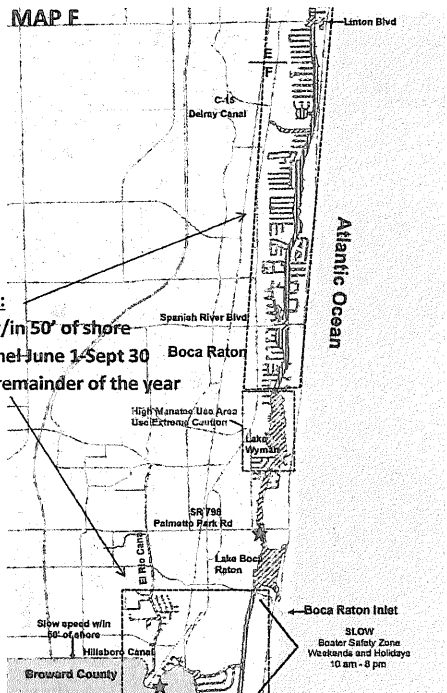 MAP F
Linton Blvd
E
F
C-15
Delray Canal
Atlantic Ocean
:
/in 50' of shore
Spanish River Blvd
nel June 1-Sept 30
Boca Raton
remainder of the year
High Manatee Use Area
Use Extreme Caution
Lake
Wyman
SR 798
Palmetto Park Rd
El Rio Canal
Lake Boca
Raton
Boca Raton Inlet
Slow speed w/in
50' of shore
SLOW
Boater Safety Zone
Weekends and Holidays
10 am - 8 pm
Hillsboro Canal
Broward County